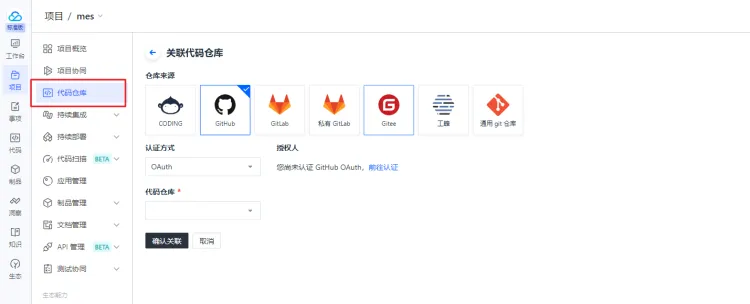 标准版
项目 / mes
工作台
项目
事项
代码
制品
洞察
知识
生态
项目概览
项目协同
代码仓库
持续集成
持续部署
代码扫描 BETA
应用管理
制品管理
文档管理
API 管理 BETA
测试协同
生态能力
关联代码仓库
仓库来源
CODING
GitHub
GitLab
私有 GitLab
Gitee
工蜂
通用 git 仓库
认证方式
授权人
OAuth
您尚未认证 GitHub OAuth，前往认证
代码仓库 *
确认关联
取消